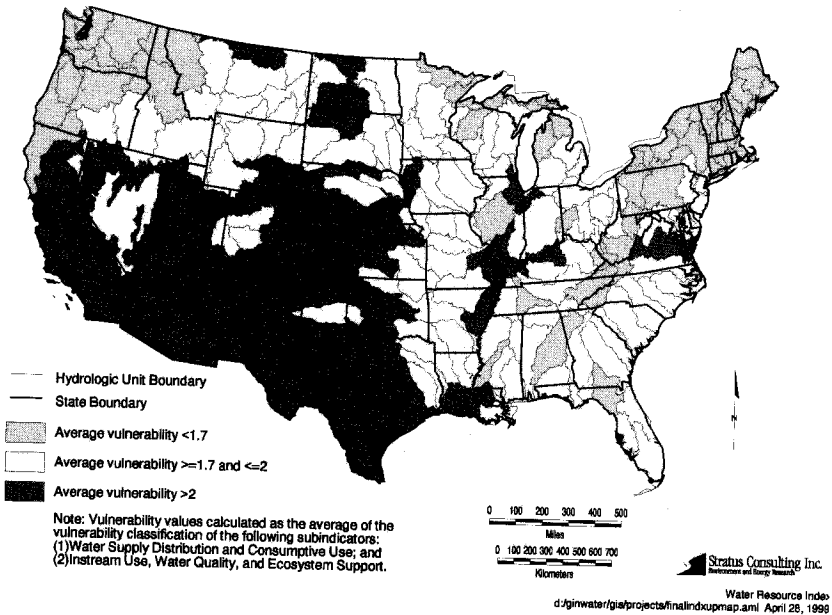 Hydrologic Unit Boundary
State Boundary
Average vulnerability <1.7
Average vulnerability >=1.7 and <=2
Average vulnerability >2
Note: Vulnerability values calculated as the average of the
vulnerability classification of the following subindicators:
(1)Water Supply Distribution and Consumptive Use; and
(2)Instream Use, Water Quality, and Ecosystem Support.
N
0 100 200 300 400 500
Miles
0 100 200 300 400 500 600 700
Kilometers
Stratus Consulting Inc.
Environment and Energy Research
Water Resource Index
d:/ginwater/gis/projects/finalindxupmap.aml April 28, 1999